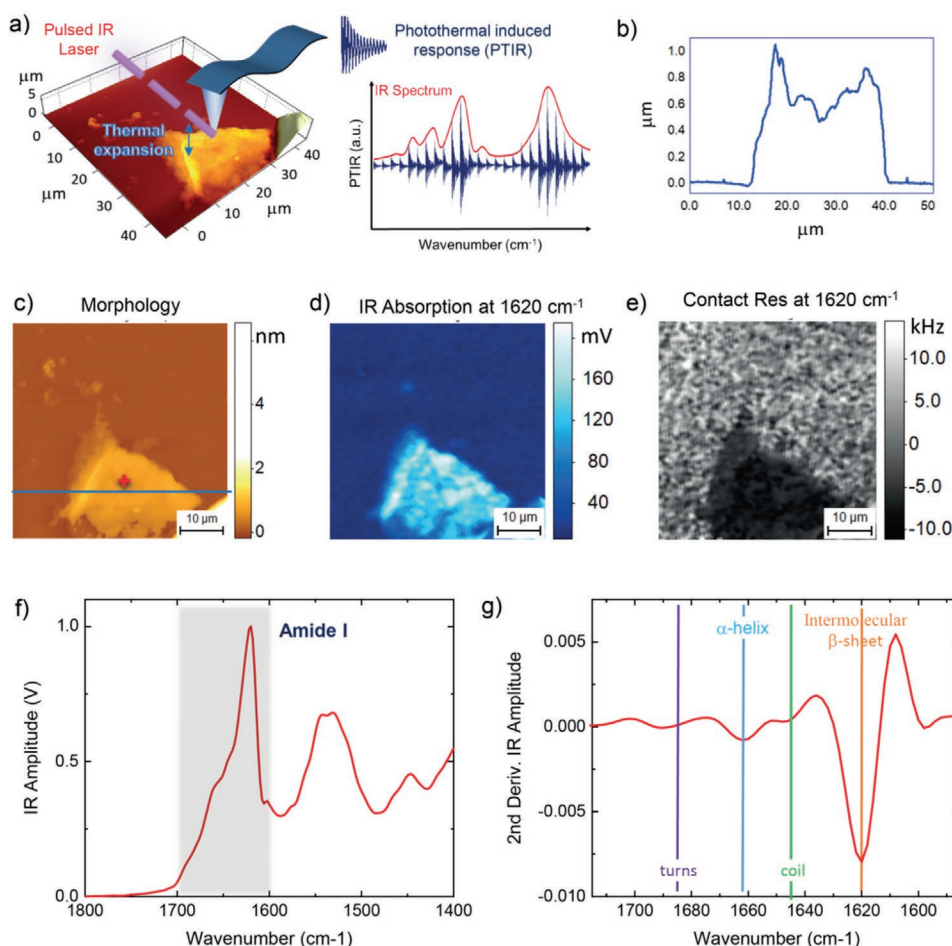 a)
Pulsed IR
Laser
μm
5
0
Thermal
expansion
0
10
20
30
40
μm
0
10
20
30
40
μm
Photothermal induced
response (PTIR)
IR Spectrum
PTIR (a.u.)
Wavenumber (cm-1)
b)
μm
1.0
0.8
0.6
0.4
0.2
0.0
0.0 10.0 20.0 30.0 40.0 50.0
μm
c)
Morphology
nm
4
2
0
10 μm
d)
IR Absorption at 1620 cm-1
mV
160
120
80
40
10 μm
e)
Contact Res at 1620 cm-1
kHz
10.0
5.0
0
-5.0
-10.0
10 μm
f)
IR Amplitude (V)
1.0
0.5
0.0
Amide I
1800 1700 1600 1500 1400
Wavenumber (cm-1)
g)
2nd Deriv. IR Amplitude
0.005
0.000
-0.005
-0.010
α-helix
Intermolecular
β-sheet
turns
coil
1700 1680 1660 1640 1620 1600
Wavenumber (cm-1)